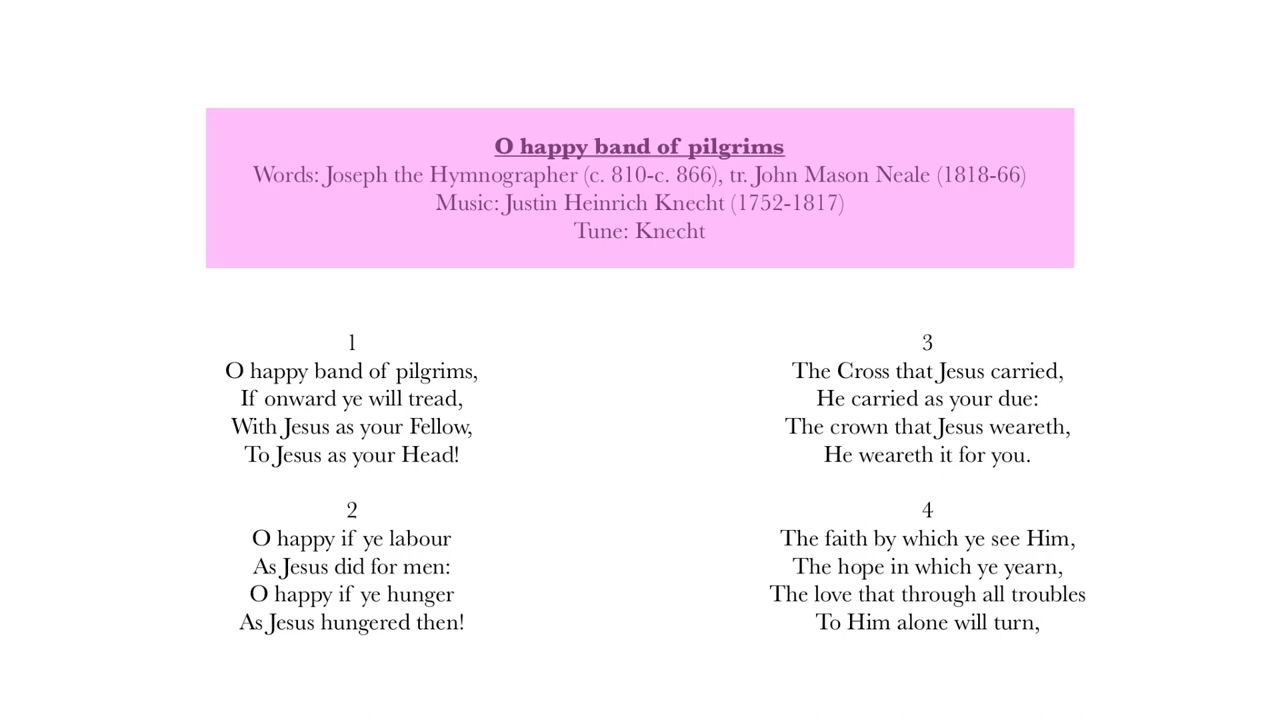 O happy band of pilgrims
Words: Joseph the Hymnographer (c. 810-c. 866), tr. John Mason Neale (1818-66)
Music: Justin Heinrich Knecht (1752-1817)
Tune: Knecht
1
O happy band of pilgrims,
If onward ye will tread,
With Jesus as your Fellow,
To Jesus as your Head!
2
O happy if ye labour
As Jesus did for men:
O happy if ye hunger
As Jesus hungered then!
3
The Cross that Jesus carried,
He carried as your due:
The crown that Jesus weareth,
He weareth it for you.
4
The faith by which ye see Him,
The hope in which ye yearn,
The love that through all troubles
To Him alone will turn,